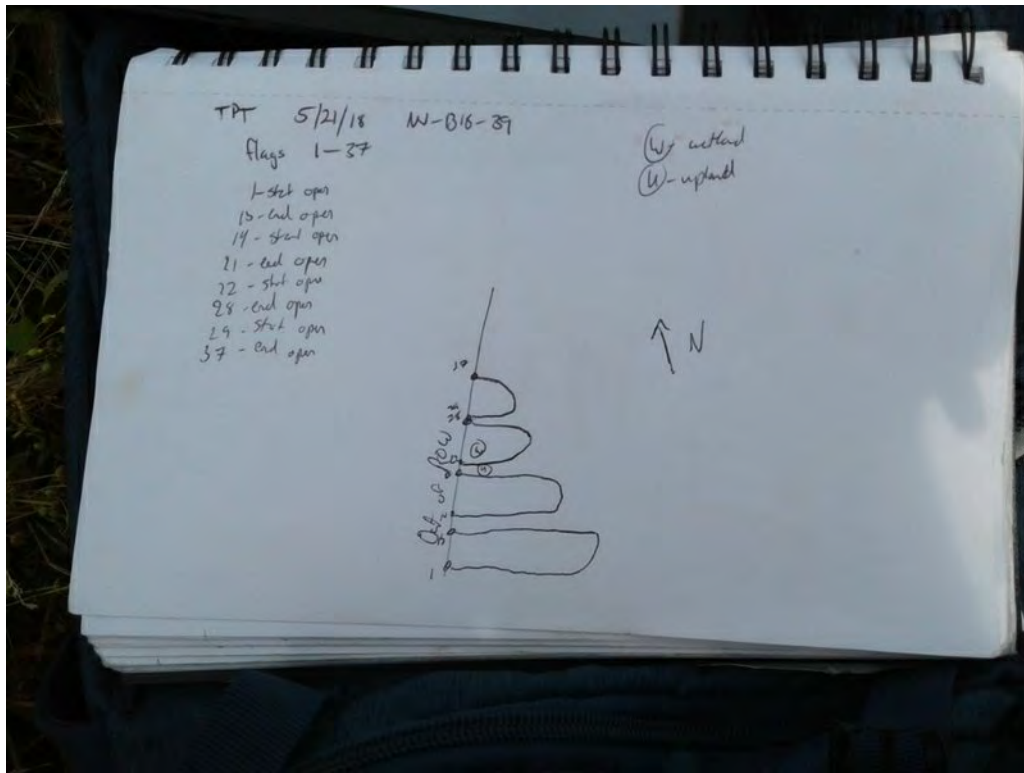 TPT 5/21/18 W-B16-39
flags 1-37
1-start open
13-end open
14-start open
21-end open
22-start open
28-end open
29-start open
37-end open
W-wetland
U-upland
N
W
U
ROW
of
1